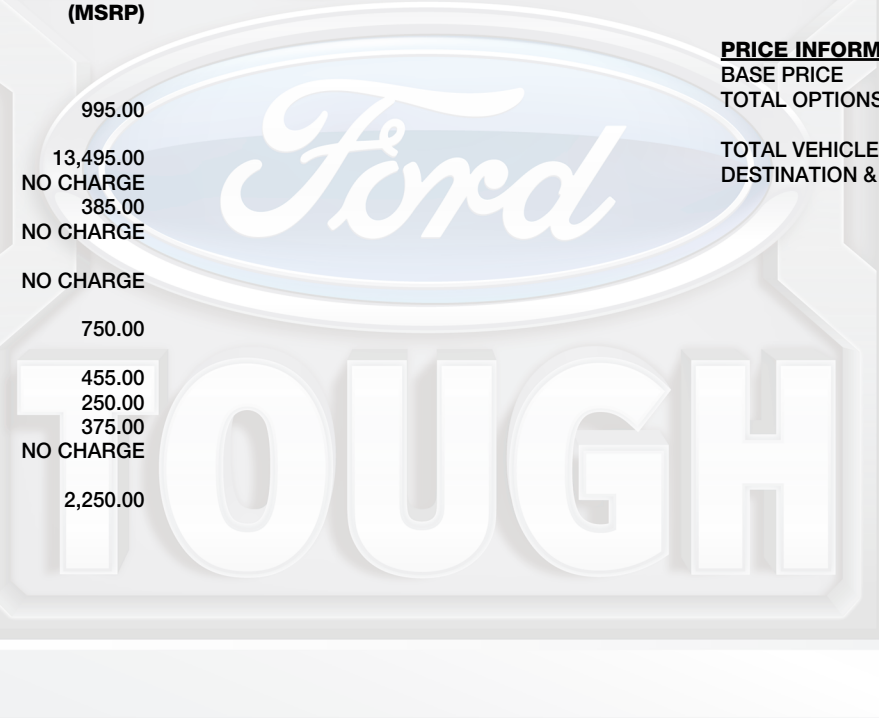 (MSRP)
995.00
13,495.00
NO CHARGE
385.00
NO CHARGE
NO CHARGE
750.00
455.00
250.00
375.00
NO CHARGE
2,250.00
PRICE INFORM
BASE PRICE
TOTAL OPTIONS
TOTAL VEHICLE
DESTINATION &
Ford
TOUGH